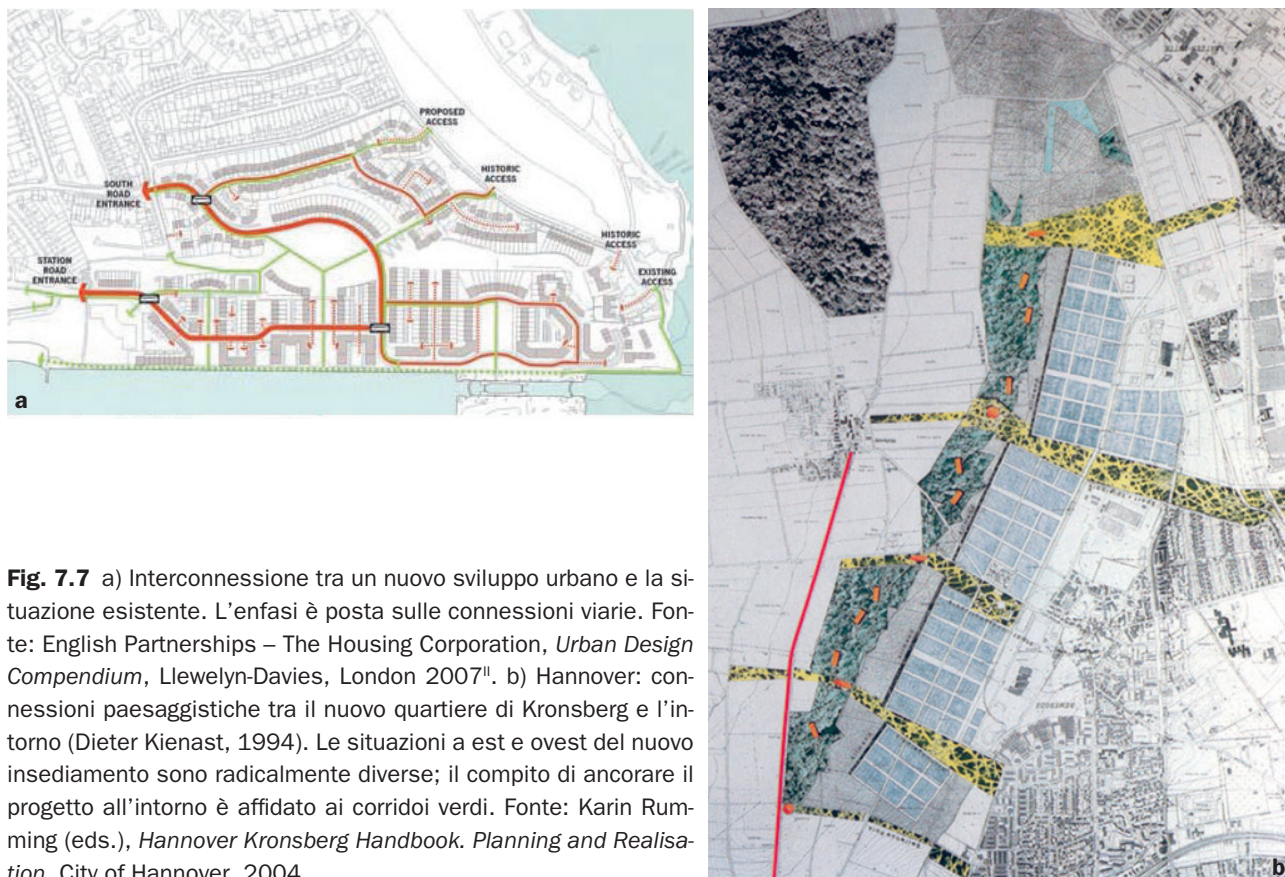 PROPOSED
ACCESS
SOUTH
ROAD
ENTRANCE
HISTORIC
ACCESS
STATION
ROAD
ENTRANCE
HISTORIC
ACCESS
EXISTING
ACCESS
a
Fig. 7.7 a) Interconnessione tra un nuovo sviluppo urbano e la si-
tuazione esistente. L'enfasi è posta sulle connessioni viarie. Fon-
te: English Partnerships – The Housing Corporation, Urban Design
Compendium, Llewelyn-Davies, London 2007ᴵᴵ. b) Hannover: con-
nessioni paesaggistiche tra il nuovo quartiere di Kronsberg e l'in-
torno (Dieter Kienast, 1994). Le situazioni a est e ovest del nuovo
insediamento sono radicalmente diverse; il compito di ancorare il
progetto all'intorno è affidato ai corridoi verdi. Fonte: Karin Rum-
ming (eds.), Hannover Kronsberg Handbook. Planning and Realisa-
tion, City of Hannover, 2004
b